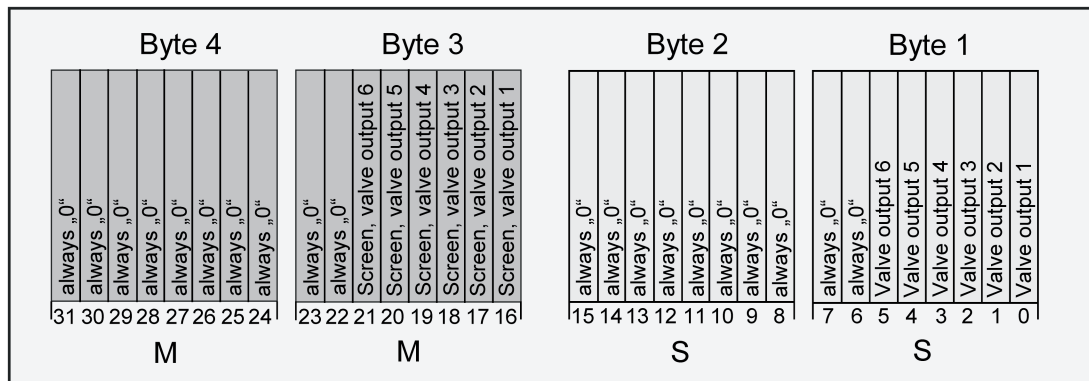 Byte 4
Byte 3
Byte 2
Byte 1
always „0“
always „0“
always „0“
always „0“
always „0“
always „0“
always „0“
always „0“
always „0“
always „0“
Screen, valve output 6
Screen, valve output 5
Screen, valve output 4
Screen, valve output 3
Screen, valve output 2
Screen, valve output 1
always „0“
always „0“
always „0“
always „0“
always „0“
always „0“
always „0“
always „0“
always „0“
always „0“
Valve output 6
Valve output 5
Valve output 4
Valve output 3
Valve output 2
Valve output 1
31 30 29 28 27 26 25 24
23 22 21 20 19 18 17 16
15 14 13 12 11 10 9 8
7 6 5 4 3 2 1 0
M
M
S
S